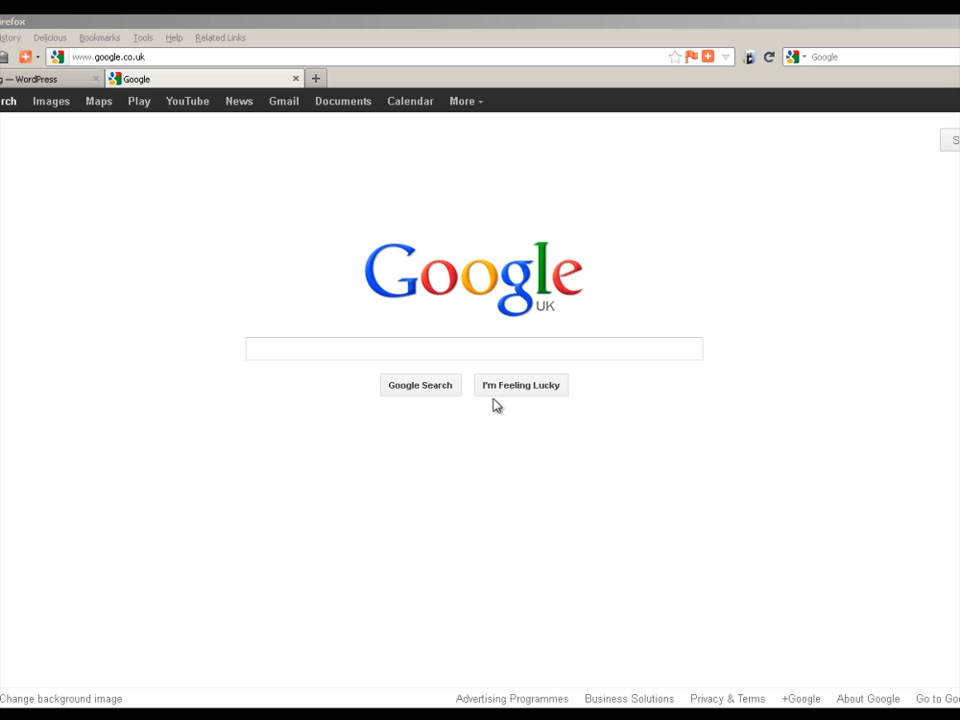 irefox
istory Delicious Bookmarks Tools Help Related Links
www.google.co.uk Google
g — WordPress Google
rch Images Maps Play YouTube News Gmail Documents Calendar More
S
Google
UK
Google Search I'm Feeling Lucky
Change background image Advertising Programmes Business Solutions Privacy & Terms +Google About Google Go to Goo